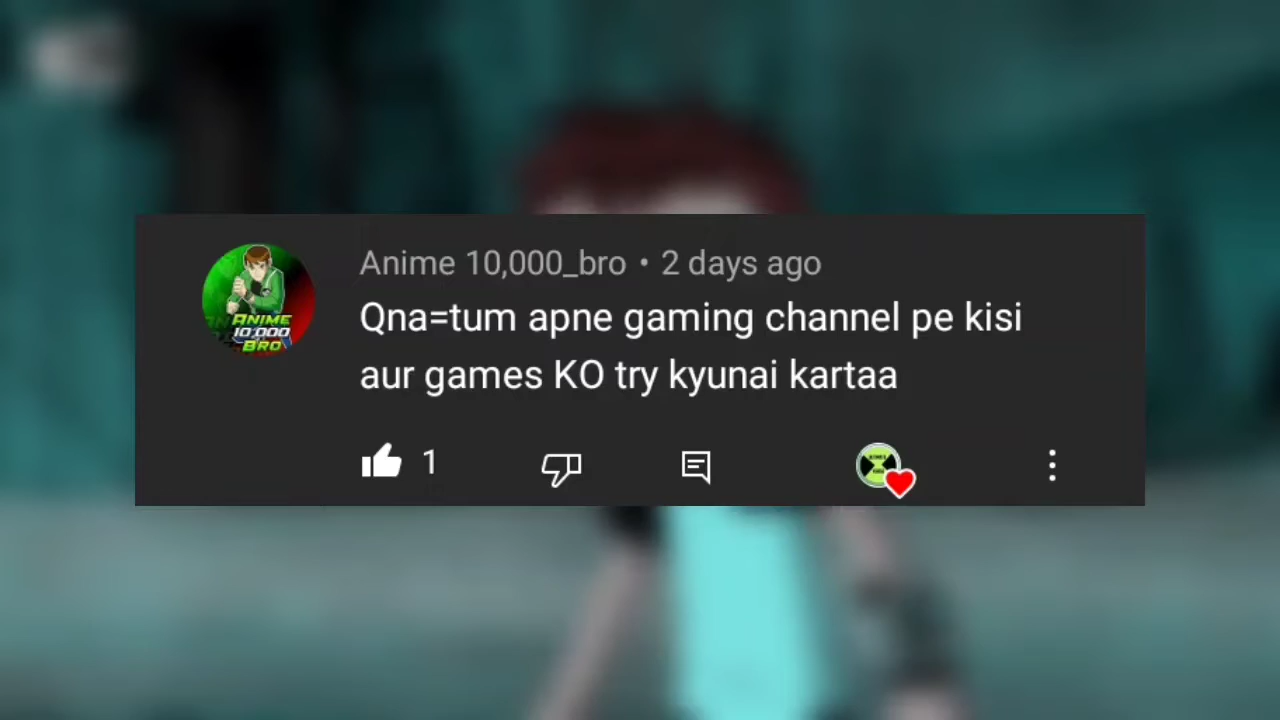 Anime 10,000_bro • 2 days ago
Qna=tum apne gaming channel pe kisi
aur games KO try kyunai kartaa
1
ANIME
10,000
BRO